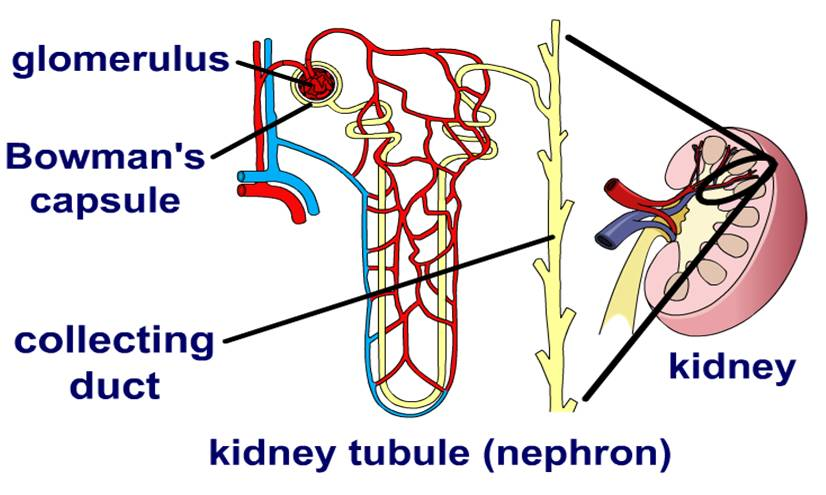 glomerulus
Bowman's
capsule
collecting
duct
kidney
kidney tubule (nephron)